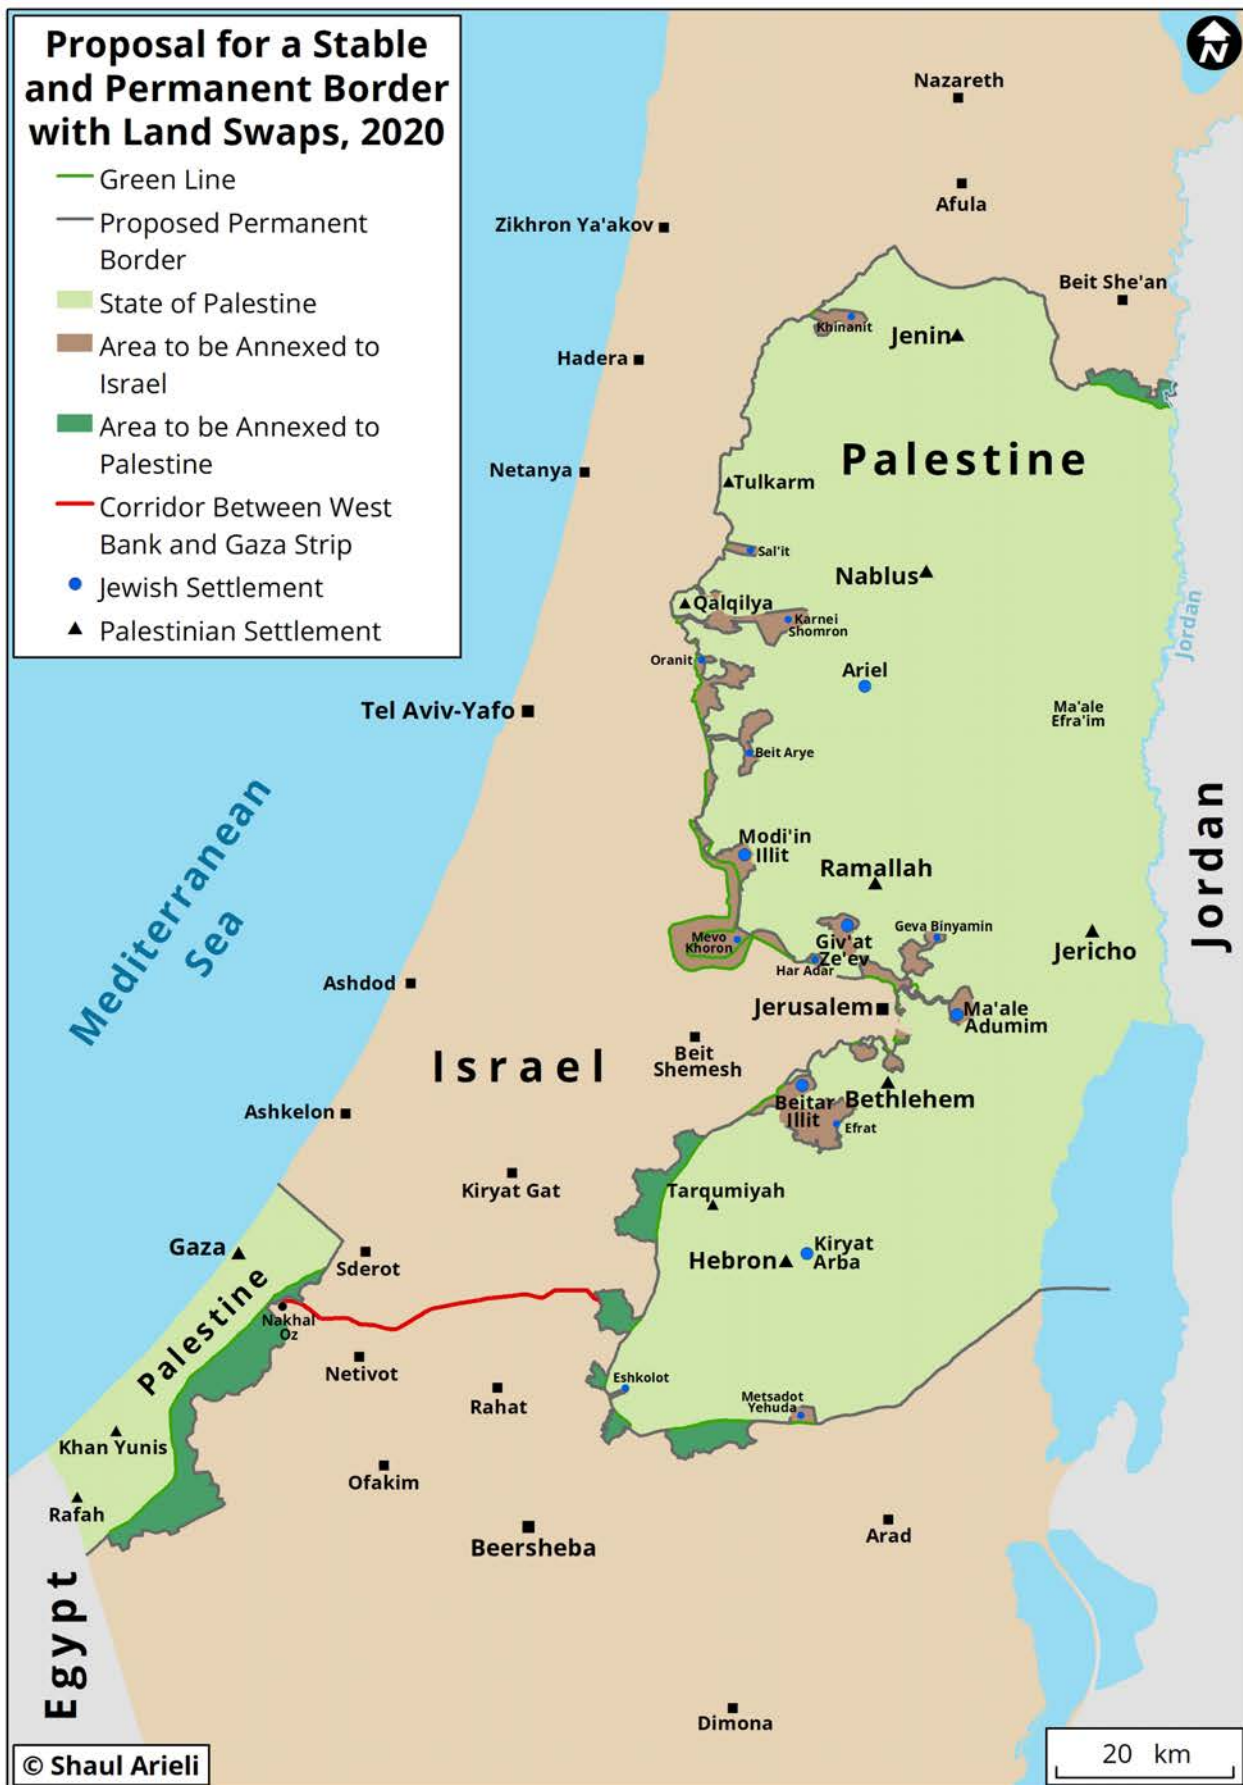 Proposal for a Stable
and Permanent Border
with Land Swaps, 2020
Green Line
Proposed Permanent
Border
State of Palestine
Area to be Annexed to
Israel
Area to be Annexed to
Palestine
Corridor Between West
Bank and Gaza Strip
Jewish Settlement
Palestinian Settlement
N
Nazareth
Afula
Zikhron Ya'akov
Beit She'an
Khinanit
Jenin
Hadera
Palestine
Netanya
Tulkarm
Sal'it
Nablus
Qalqilya
Karnei
Shomron
Jordan
Oranit
Ariel
Tel Aviv-Yafo
Ma'ale
Efra'im
Beit Arye
Mediterranean
Sea
Jordan
Modi'in
Illit
Ramallah
Geva Binyamin
Mevo
Khoron
Giv'at
Ze'ev
Har Adar
Jericho
Ashdod
Jerusalem
Ma'ale
Adumim
Israel
Beit
Shemesh
Bethlehem
Beitar
Illit
Efrat
Ashkelon
Kiryat Gat
Tarqumiyah
Gaza
Sderot
Hebron
Kiryat
Arba
Palestine
Nakhal
Oz
Netivot
Rahat
Eshkolot
Metsadot
Yehuda
Khan Yunis
Ofakim
Rafah
Beersheba
Arad
Egypt
Dimona
© Shaul Arieli
20 km